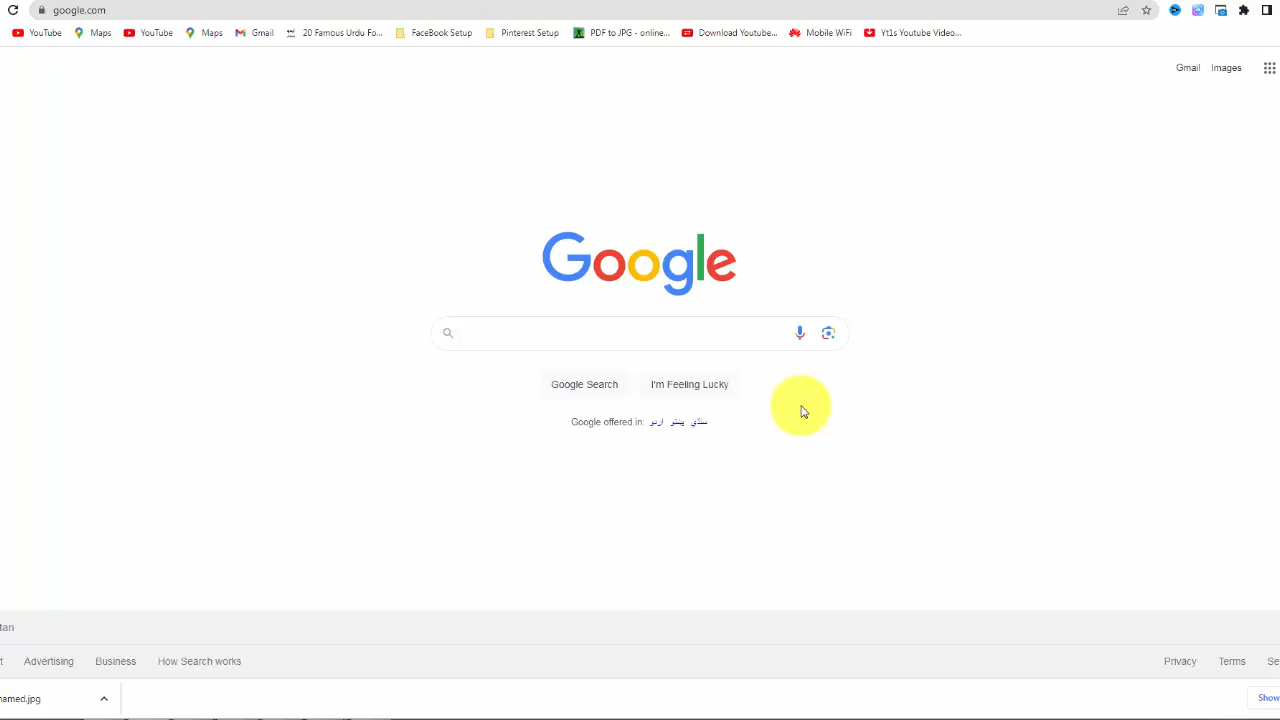 google.com
YouTube Maps YouTube Maps Gmail 20 Famous Urdu Fo... FaceBook Setup Pinterest Setup PDF to JPG - online... Download Youtube... Mobile WiFi Yt1s Youtube Video...
Gmail Images
Google
Google Search I'm Feeling Lucky
Google offered in: اردو پښتو سنڌي
tan
t Advertising Business How Search works Privacy Terms Se
named.jpg Show